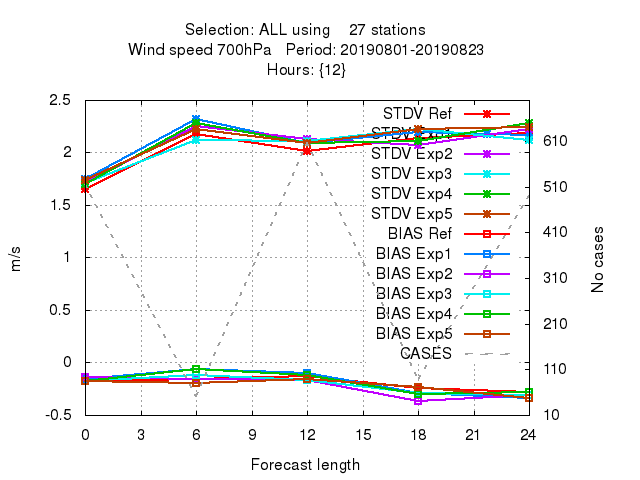 Selection: ALL using 27 stations
Wind speed 700hPa Period: 20190801-20190823
Hours: {12}
2.5
2
1.5
1
0.5
0
-0.5
m/s
0 3 6 9 12 15 18 21 24
Forecast length
610
510
410
310
210
110
10
No cases
STDV Ref
STDV Exp1
STDV Exp2
STDV Exp3
STDV Exp4
STDV Exp5
BIAS Ref
BIAS Exp1
BIAS Exp2
BIAS Exp3
BIAS Exp4
BIAS Exp5
CASES